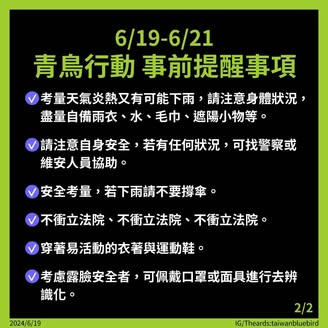 6/19-6/21
青鳥行動 事前提醒事項
考量天氣炎熱又有可能下雨，請注意身體狀況，
盡量自備雨衣、水、毛巾、遮陽小物等。
請注意自身安全，若有任何狀況，可找警察或
維安人員協助。
安全考量，若下雨請不要撐傘。
不衝立法院、不衝立法院、不衝立法院。
穿著易活動的衣著與運動鞋。
考慮露臉安全者，可佩戴口罩或面具進行去辨
識化。
2/2
2024/6/19
IG/Theards:taiwanbluebird